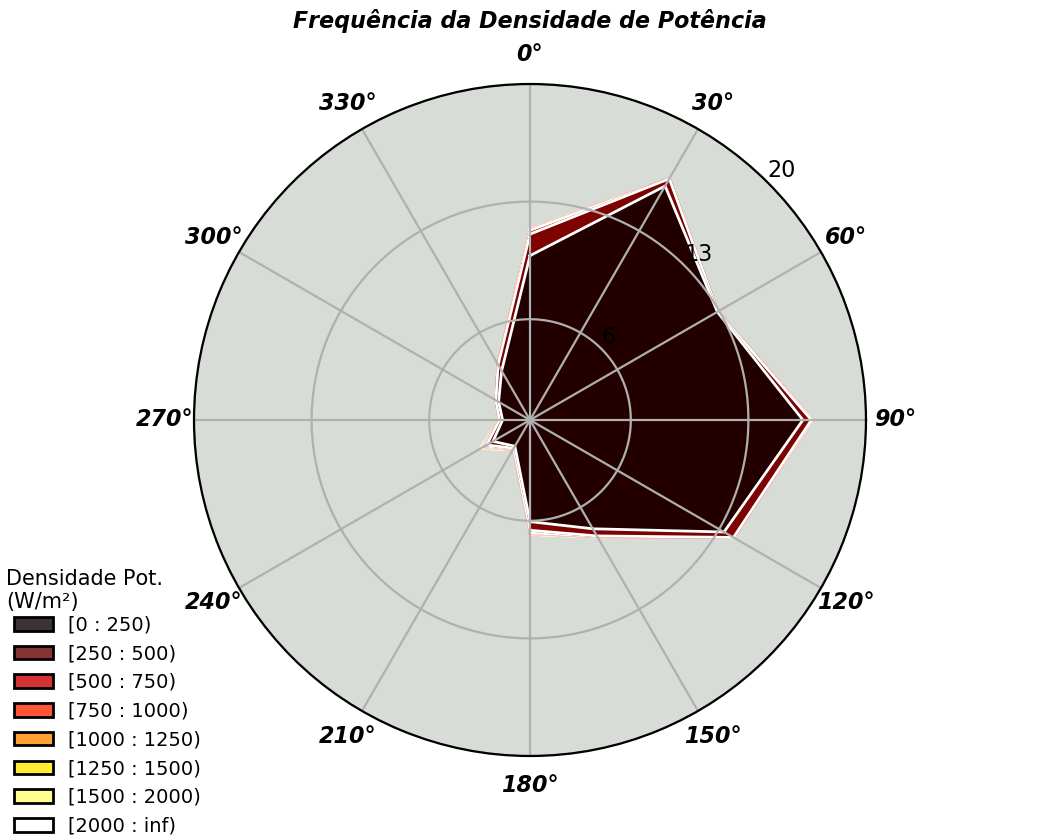 Frequência da Densidade de Potência
0°
330°
30°
20
300°
60°
13
6
270°
90°
Densidade Pot.
(W/m²)
240°
120°
[0 : 250)
[250 : 500)
[500 : 750)
[750 : 1000)
210°
150°
[1000 : 1250)
[1250 : 1500)
180°
[1500 : 2000)
[2000 : inf)